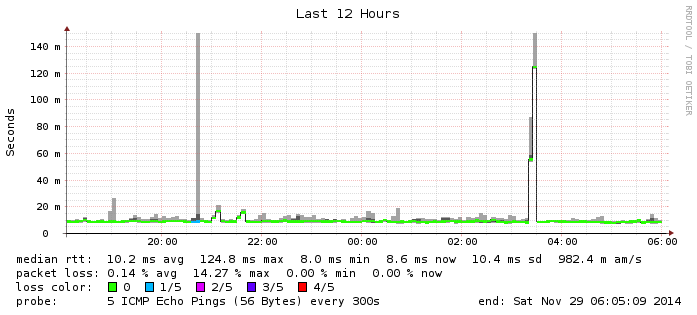 Last 12 Hours
RRDTOOL / TOBI OETIKER
Seconds
140 m
120 m
100 m
80 m
60 m
40 m
20 m
0
20:00 22:00 00:00 02:00 04:00 06:00
median rtt: 10.2 ms avg 124.8 ms max 8.0 ms min 8.6 ms now 10.4 ms sd 982.4 m am/s
packet loss: 0.14 % avg 14.27 % max 0.00 % min 0.00 % now
loss color: 0 1/5 2/5 3/5 4/5
probe: 5 ICMP Echo Pings (56 Bytes) every 300s end: Sat Nov 29 06:05:09 2014